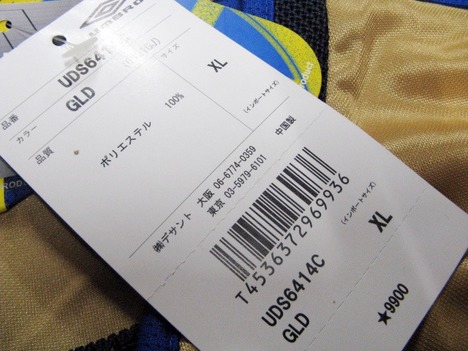 UMBRO
品番
UDS6414C
カラー
GLD
サイズ
XL
(インポートサイズ)
品質
ポリエステル 100%
中国製
㈱デサント 大阪 06-6774-0359
東京 03-5979-6101
T4536372969936
UDS6414C
GLD
(インポートサイズ)
XL
★9900